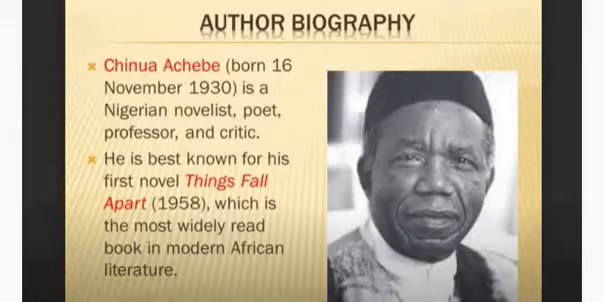 AUTHOR BIOGRAPHY
Chinua Achebe (born 16
November 1930) is a
Nigerian novelist, poet,
professor, and critic.
He is best known for his
first novel Things Fall
Apart (1958), which is
the most widely read
book in modern African
literature.